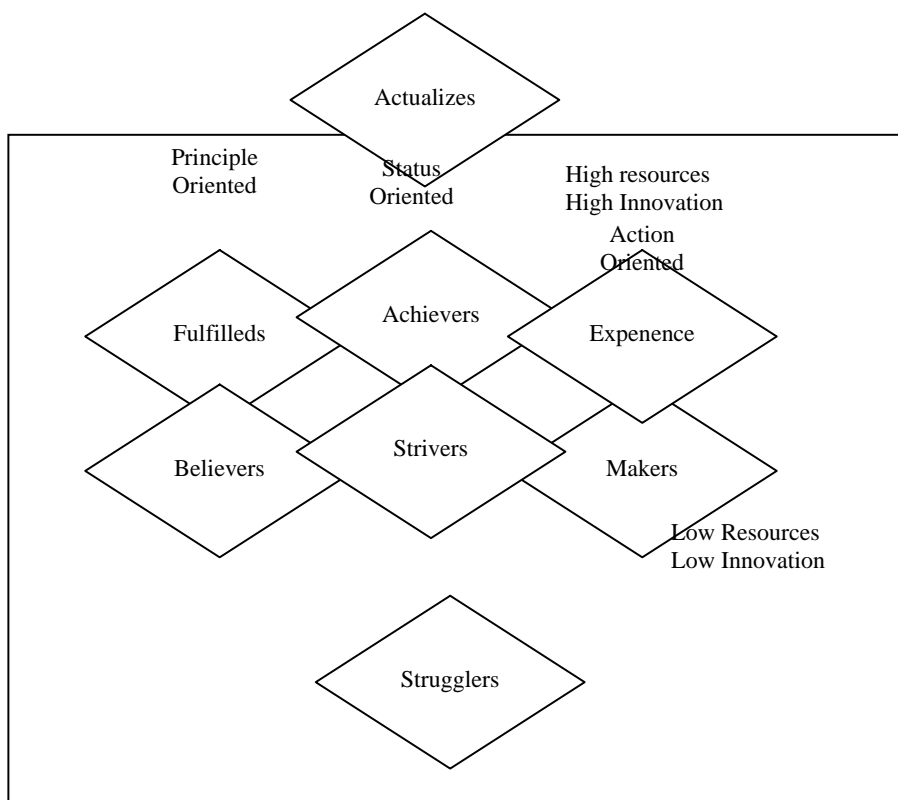 Actualizes
Principle
Oriented
Status
Oriented
High resources
High Innovation
Action
Oriented
Fulfilleds
Achievers
Expenence
Believers
Strivers
Makers
Low Resources
Low Innovation
Strugglers